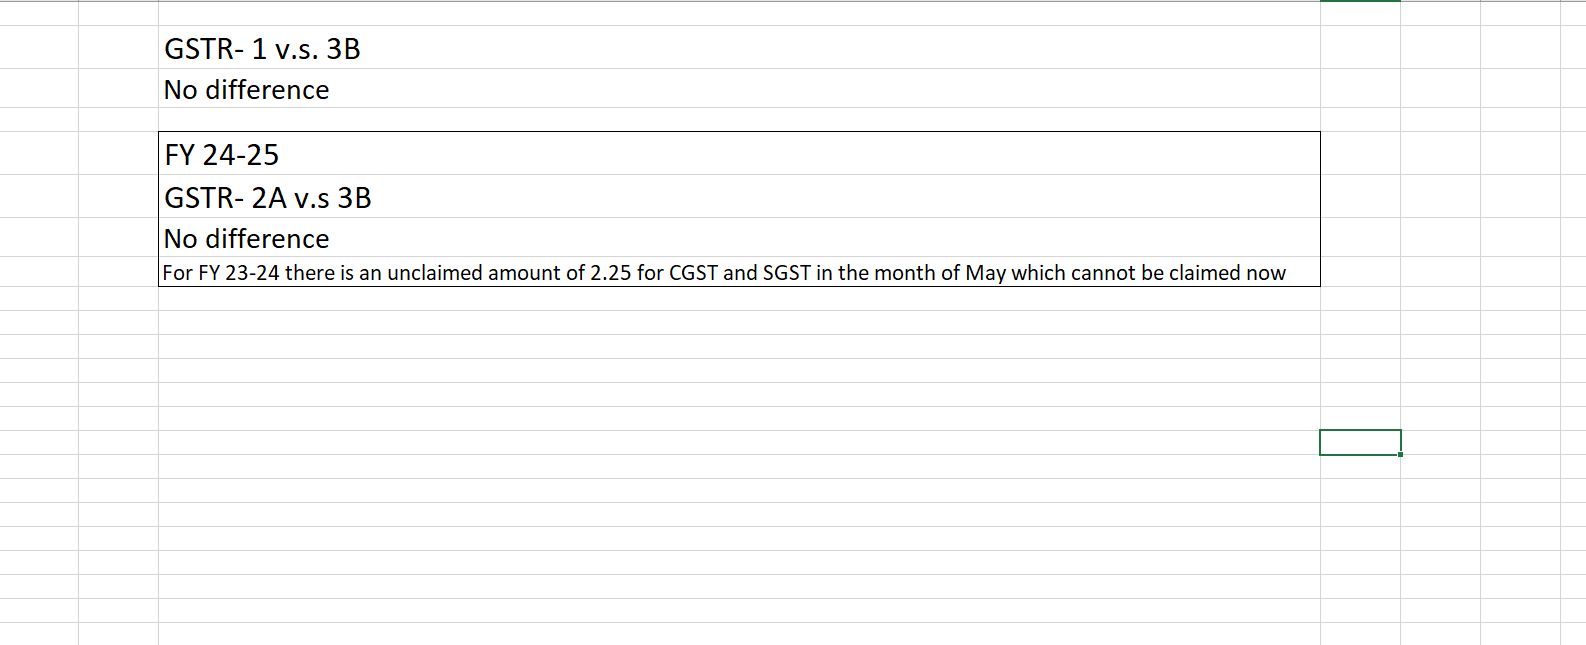 GSTR- 1 v.s. 3B
No difference
FY 24-25
GSTR- 2A v.s 3B
No difference
For FY 23-24 there is an unclaimed amount of 2.25 for CGST and SGST in the month of May which cannot be claimed now